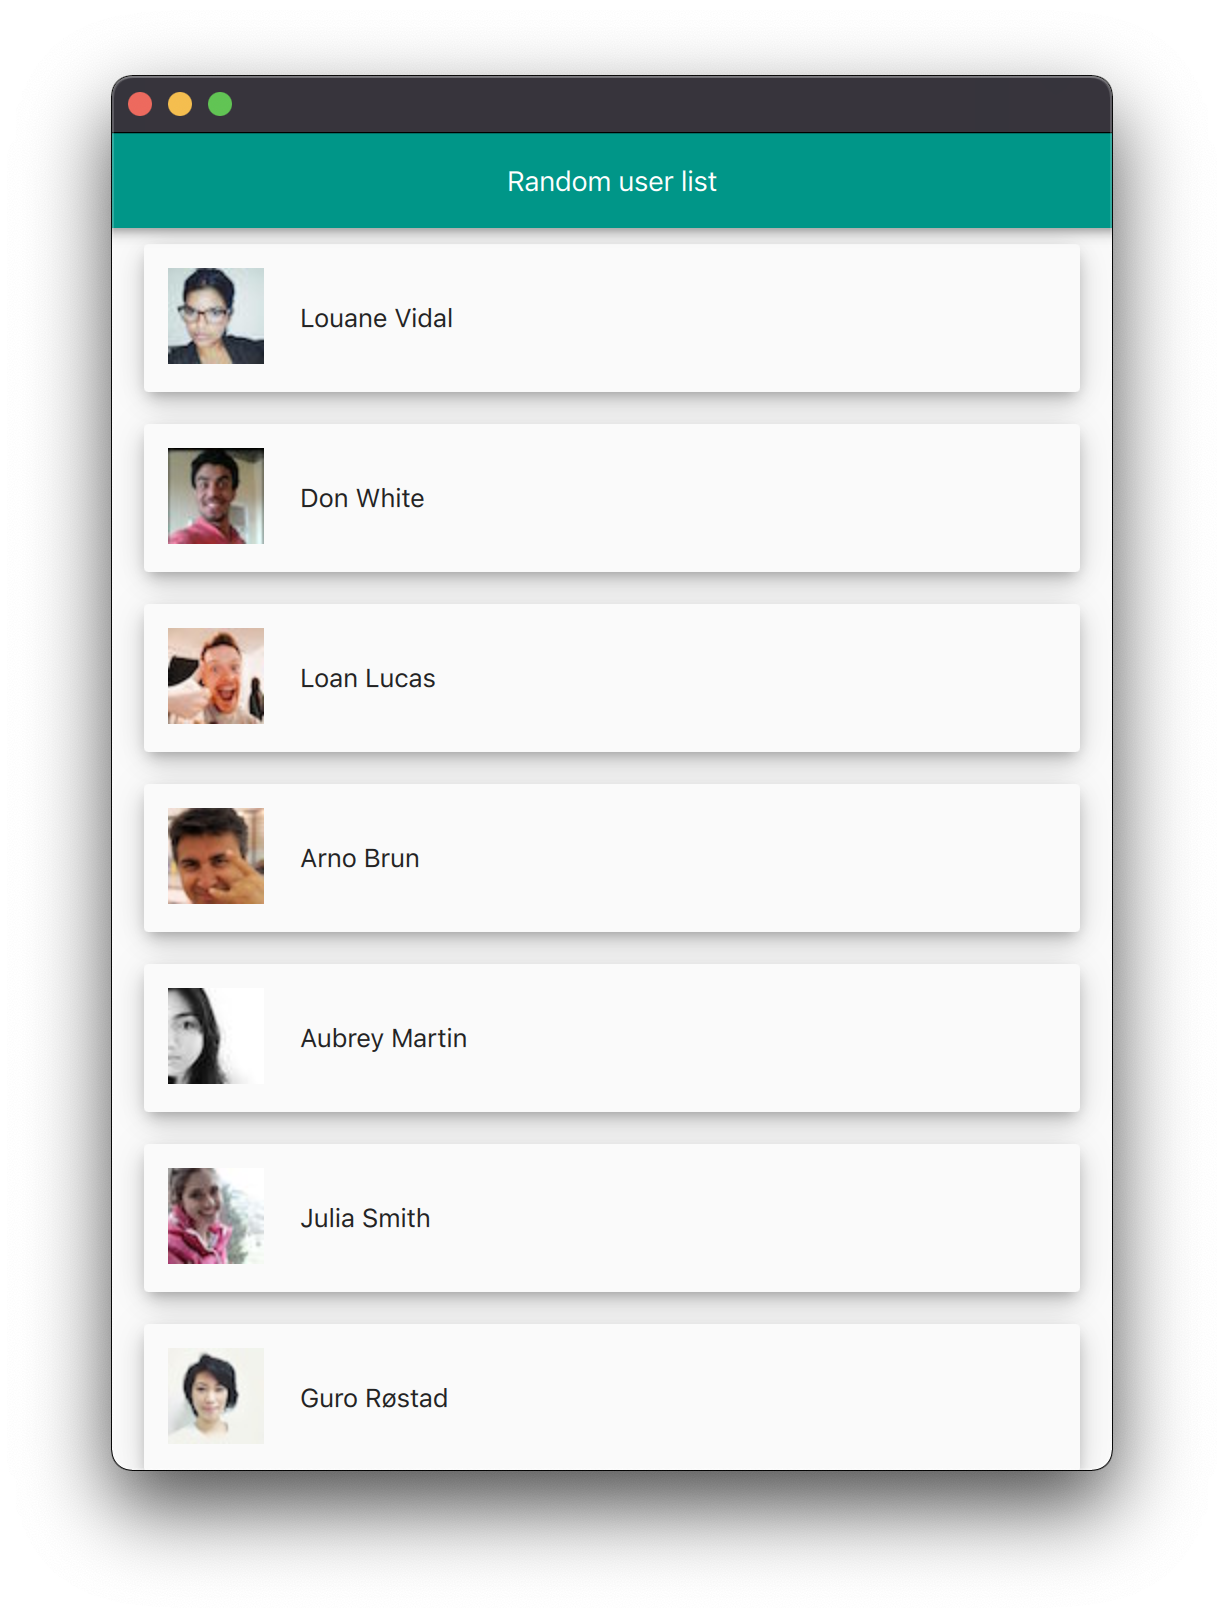 Random user list
Louane Vidal
Don White
Loan Lucas
Arno Brun
Aubrey Martin
Julia Smith
Guro Røstad